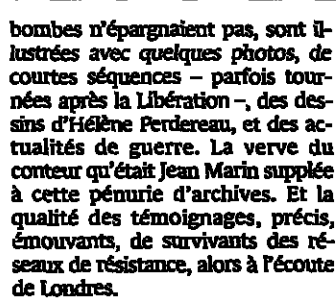 bombes n'épargnaient pas, sont il-
lustrées avec quelques photos, de
courtes séquences – parfois tour-
nées après la Libération –, des des-
sins d'Hélène Perdereau, et des ac-
tualités de guerre. La verve du
conteur qu'était Jean Marin supplée
à cette pénurie d'archives. Et la
qualité des témoignages, précis,
émouvants, de survivants des ré-
seaux de résistance, alors à l'écoute
de Londres.